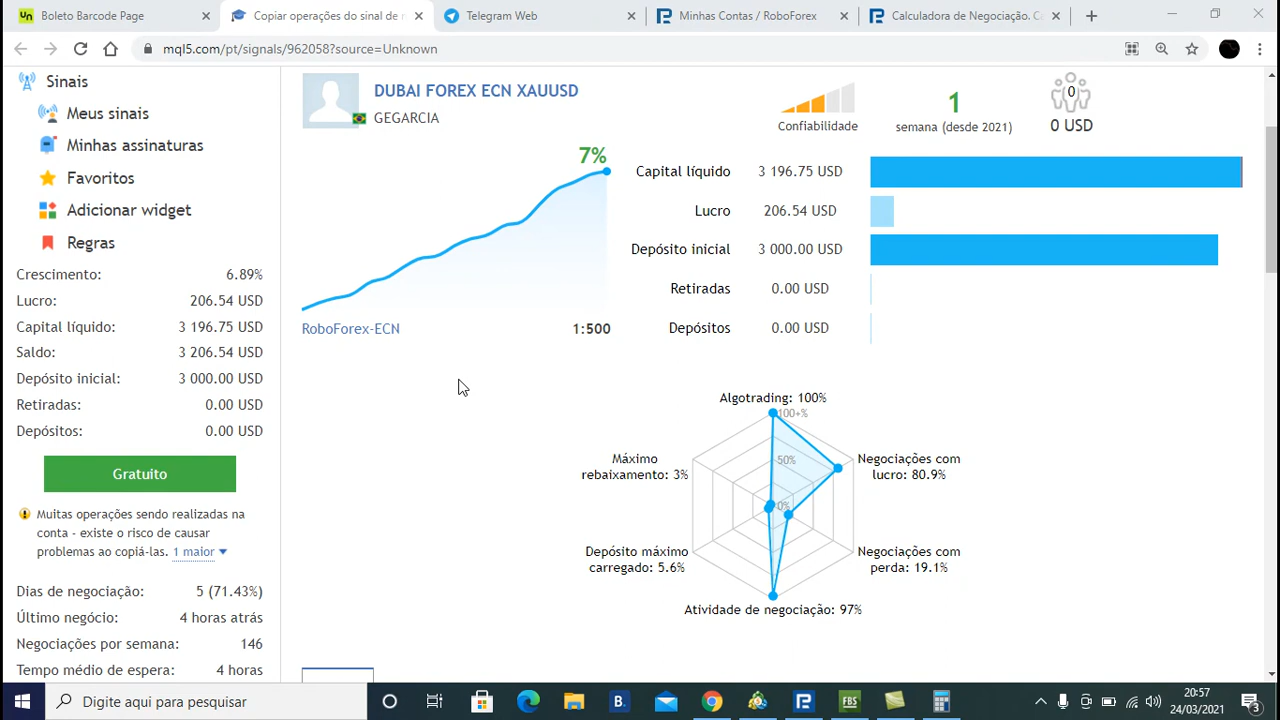 Boleto Barcode Page
Copiar operações do sinal de n
Telegram Web
Minhas Contas / RoboForex
Calculadora de Negociação. Co
mql5.com/pt/signals/962058?source=Unknown
Sinais
Meus sinais
Minhas assinaturas
Favoritos
Adicionar widget
Regras
Crescimento: 6.89%
Lucro: 206.54 USD
Capital líquido: 3 196.75 USD
Saldo: 3 206.54 USD
Depósito inicial: 3 000.00 USD
Retiradas: 0.00 USD
Depósitos: 0.00 USD
Gratuito
Muitas operações sendo realizadas na
conta - existe o risco de causar
problemas ao copiá-las. 1 maior
Dias de negociação: 5 (71.43%)
Último negócio: 4 horas atrás
Negociações por semana: 146
Tempo médio de espera: 4 horas
DUBAI FOREX ECN XAUUSD
GEGARCIA
Confiabilidade
1
semana (desde 2021)
0
0 USD
7%
RoboForex-ECN 1:500
Capital líquido 3 196.75 USD
Lucro 206.54 USD
Depósito inicial 3 000.00 USD
Retiradas 0.00 USD
Depósitos 0.00 USD
Algotrading: 100%
100+%
50%
0%
Máximo
rebaixamento: 3%
Negociações com
lucro: 80.9%
Depósito máximo
carregado: 5.6%
Negociações com
perda: 19.1%
Atividade de negociação: 97%
Digite aqui para pesquisar
B.
FBS
20:57
24/03/2021
3